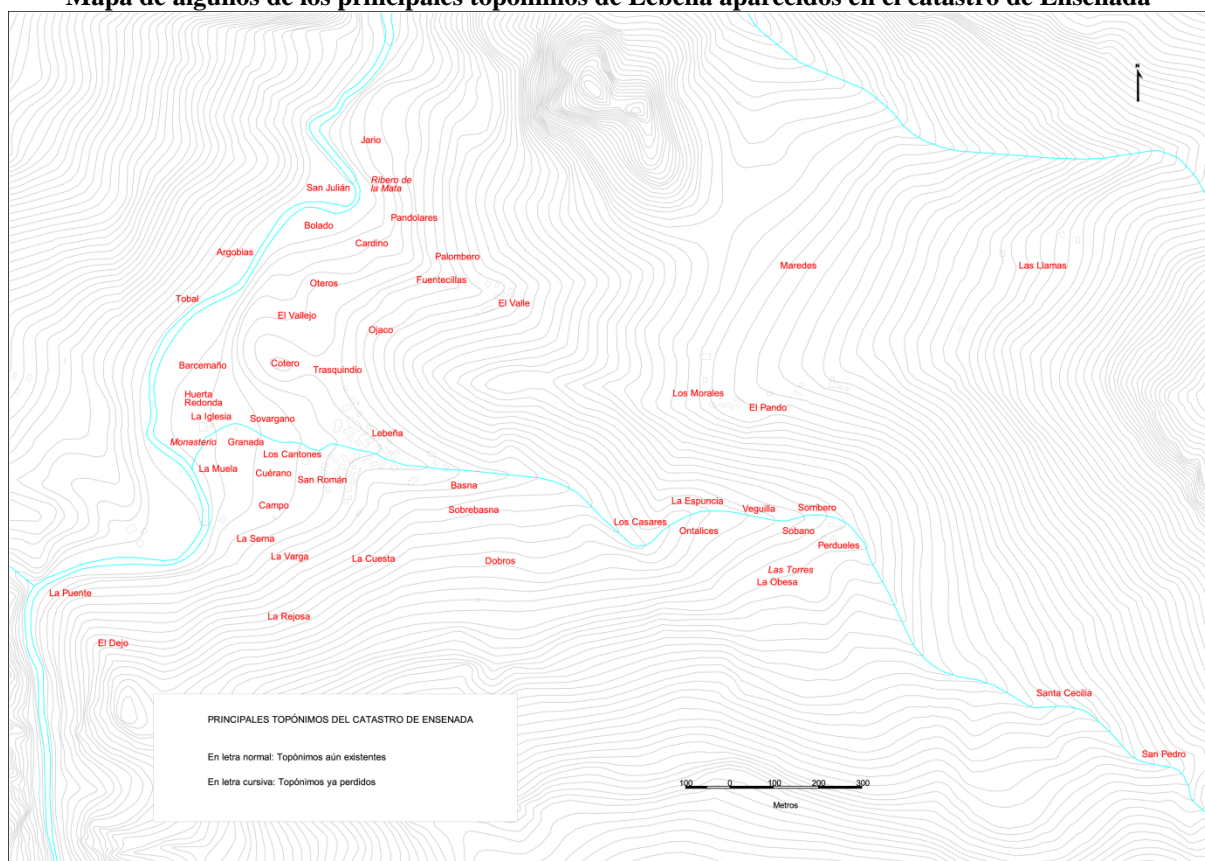 Mapa de algunos de los principales topónimos de Lebeña aparecidos en el catastro de Ensenada
N
Jario
Ribero de
la Mata
San Julián
Pandolares
Bolado
Cardino
Argobias
Palombero
Maredes
Las Llamas
Fuentecillas
Oteros
Tobal
El Valle
El Vallejo
Ojaco
Barcemaño
Cotero
Trasquindío
Huerta
Redonda
Los Morales
El Pando
La Iglesia
Sovargano
Lebeña
Monasterio
Granada
Los Cantones
La Muela
Cuérano
San Román
Basna
Campo
Sobrebasna
La Espuncia
Veguilla
Sombero
Los Casares
Ontalices
Sobano
La Serna
Perdueles
La Varga
La Cuesta
Dobros
Las Torres
La Obesa
La Puente
La Rejosa
El Dejo
Santa Cecilia
San Pedro
PRINCIPALES TOPÓNIMOS DEL CATASTRO DE ENSENADA
En letra normal: Topónimos aún existentes
En letra cursiva: Topónimos ya perdidos
100 0 100 200 300
Metros